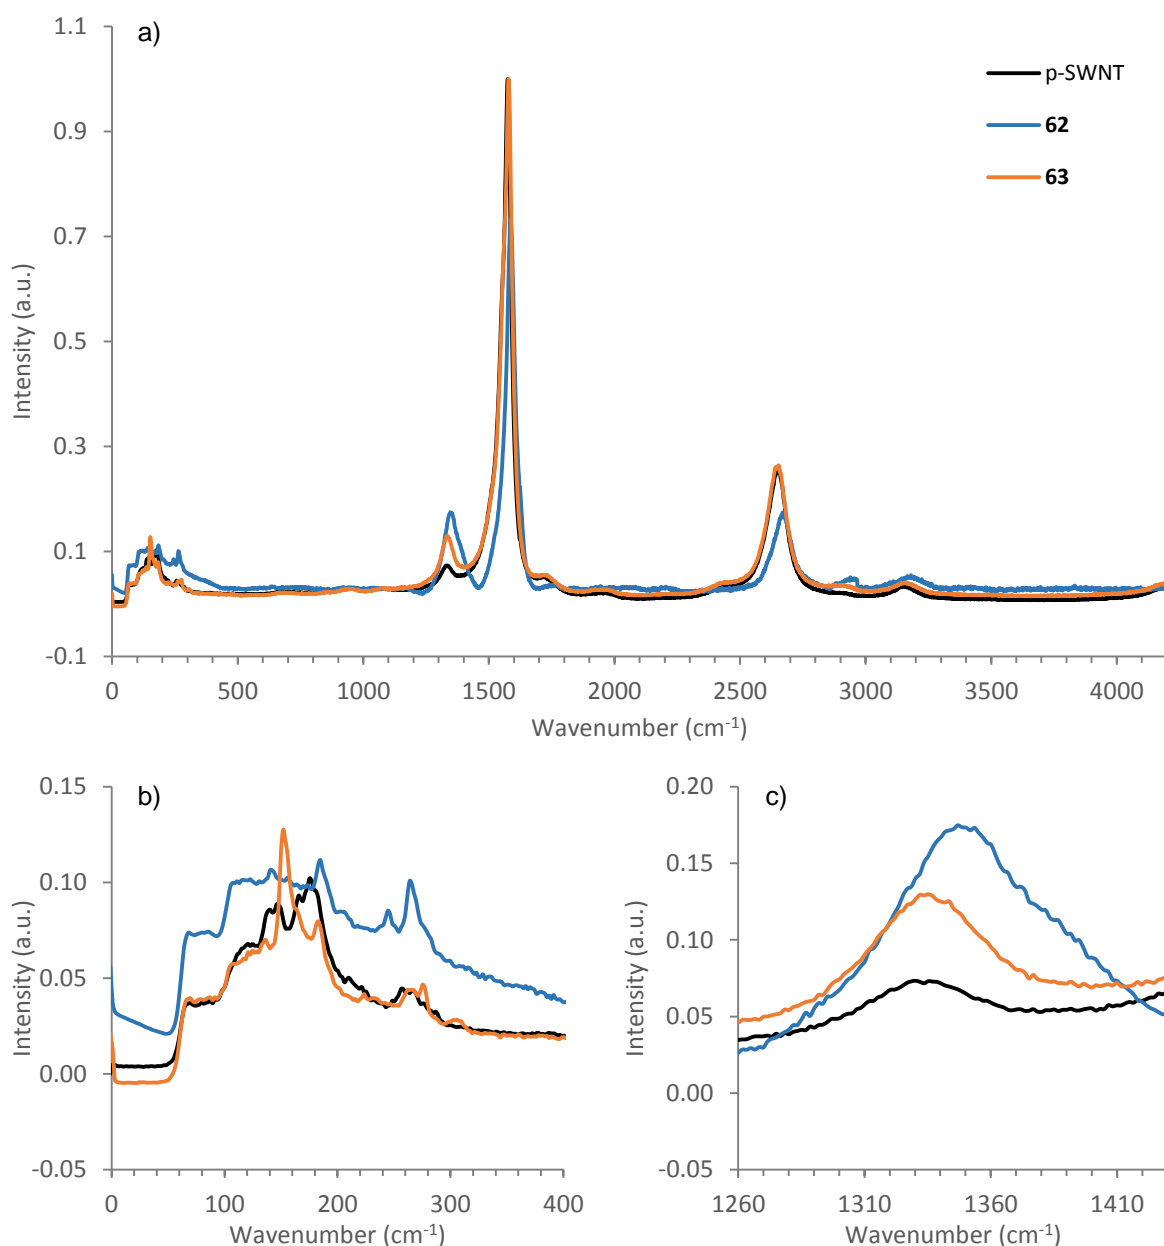 a)
1.1
0.9
0.7
0.5
0.3
0.1
-0.1
Intensity (a.u.)
p-SWNT
62
63
0 500 1000 1500 2000 2500 3000 3500 4000
Wavenumber (cm⁻¹)
b)
0.15
0.10
0.05
0.00
-0.05
Intensity (a.u.)
0 100 200 300 400
Wavenumber (cm⁻¹)
c)
0.20
0.15
0.10
0.05
0.00
-0.05
Intensity (a.u.)
1260 1310 1360 1410
Wavenumber (cm⁻¹)